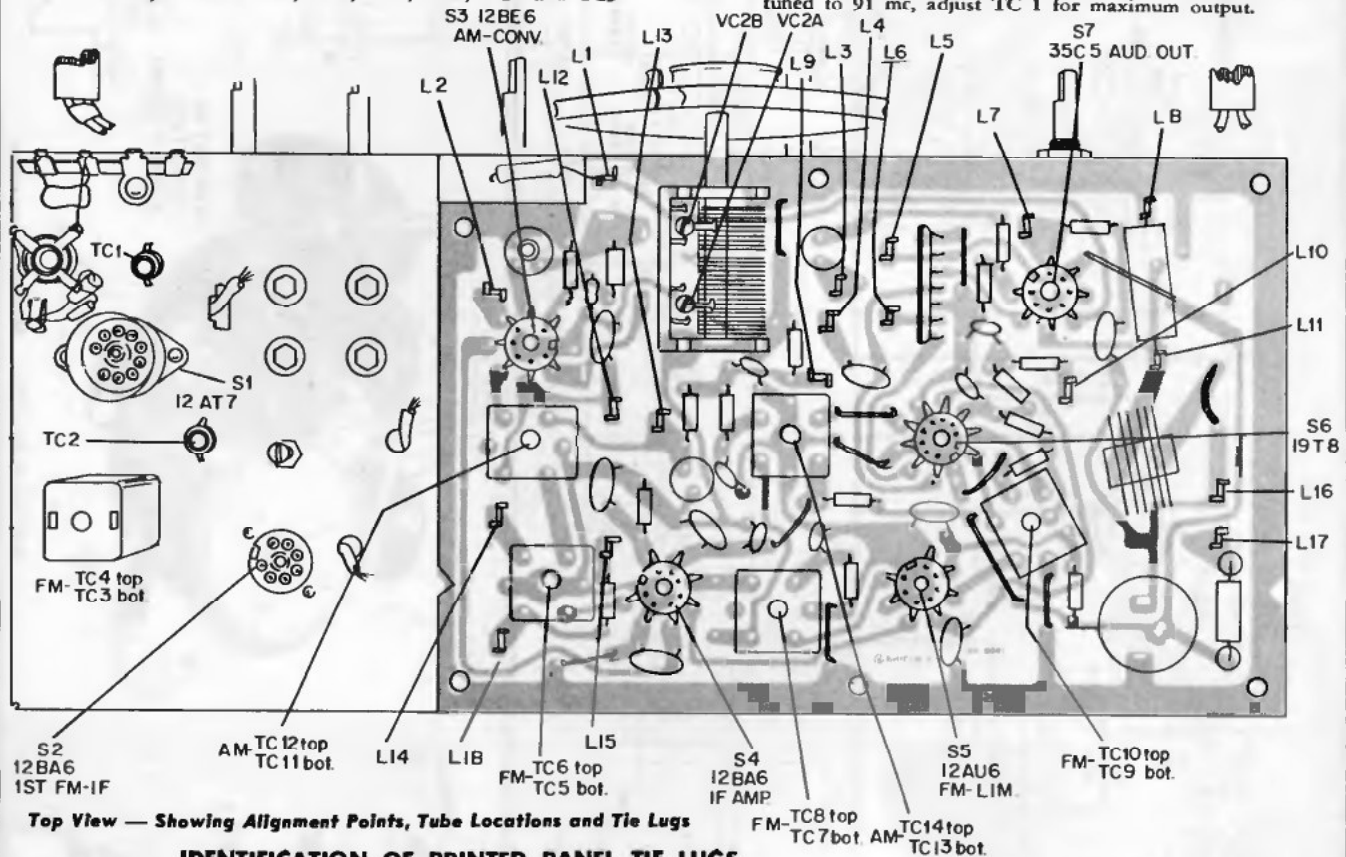 tuned to 91 mc, adjust TC 1 for maximum output.
S3 12BE6
AM-CONV.
L13
VC2B VC2A
L4
S7
35C5 AUD. OUT.
L12
L1
L9
L3
L6
L5
L2
L7
L8
TC1
L10
L11
S1
12 AT7
TC2
S6
19T8
L16
L17
FM- TC4 top
TC3 bot.
S2
12BA6
1ST FM-IF
AM- TC12 top
TC11 bot.
L14
L18
FM- TC6 top
TC5 bot.
L15
S4
12BA6
IF AMP.
FM- TC8 top
TC7 bot.
AM- TC14 top
TC13 bot.
S5
12AU6
FM-LIM.
FM- TC10 top
TC9 bot.
Top View — Showing Alignment Points, Tube Locations and Tie Lugs
IDENTIFICATION OF PRINTED PANEL TIE LUGS